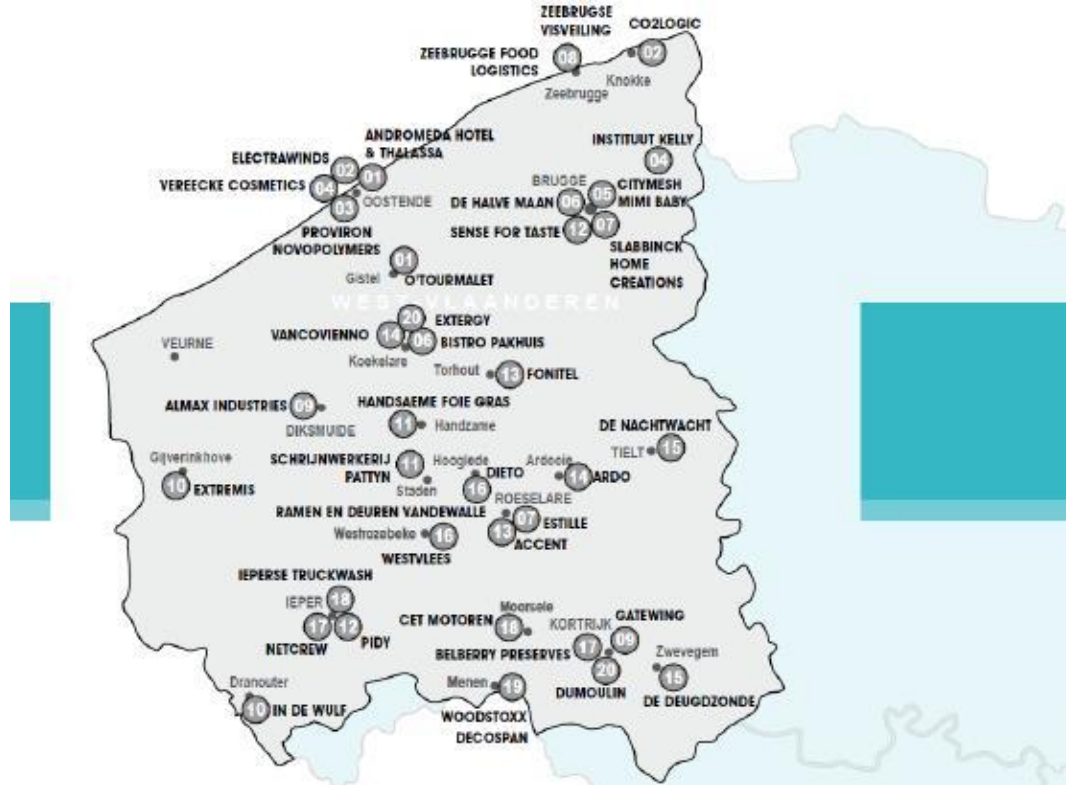 ZEEBRUGSE
VISVEILING
CO2LOGIC
08
02
ZEEBRUGGE FOOD
LOGISTICS
Knokke
Zeebrugge
ANDROMEDA HOTEL
& THALASSA
INSTITUUT KELLY
04
ELECTRAWINDS
02
01
VEREECKE COSMETICS
04
OOSTENDE
03
BRUGGE
05
CITYMESH
MIMI BABY
DE HALVE MAAN
06
PROVIRON
NOVOPOLYMERS
SENSE FOR TASTE
12
07
SLABBINCK
HOME
CREATIONS
01
Gistel
O'TOURMALET
WEST-VLAANDEREN
20
EXTERGY
VANCOVIENNO
14
06
BISTRO PAKHUIS
VEURNE
Koekelare
Torhout
13
FONITEL
ALMAX INDUSTRIES
09
DIKSMUIDE
HANDSAEME FOIE GRAS
11
Handzame
DE NACHTWACHT
15
TIELT
Gijverinkhove
10
EXTREMIS
SCHRIJNWERKERIJ
PATTYN
11
Staden
Hooglede
DIETO
16
Ardooie
14
ARDO
ROESELARE
RAMEN EN DEUREN VANDEWALLE
07
ESTILLE
13
ACCENT
Westrozebeke
16
WESTVLEES
IEPERSE TRUCKWASH
18
IEPER
17
12
NETCREW
PIDY
Moorsele
CET MOTOREN
18
KORTRIJK
GATEWING
09
BELBERRY PRESERVES
17
20
DUMOULIN
Zwevegem
15
DE DEUGDZONDE
Dranouter
10
IN DE WULF
Menen
19
WOODSTOXX
DECOSPAN